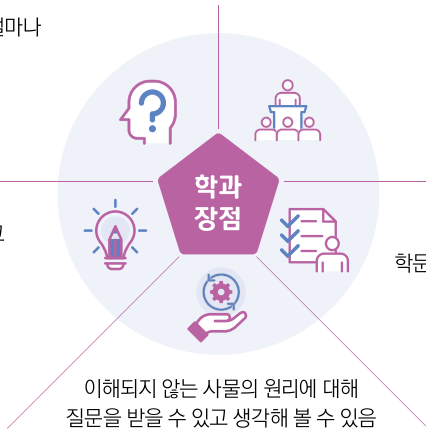 얼마나
학과
장점
학문
이해되지 않는 사물의 원리에 대해
질문을 받을 수 있고 생각해 볼 수 있음